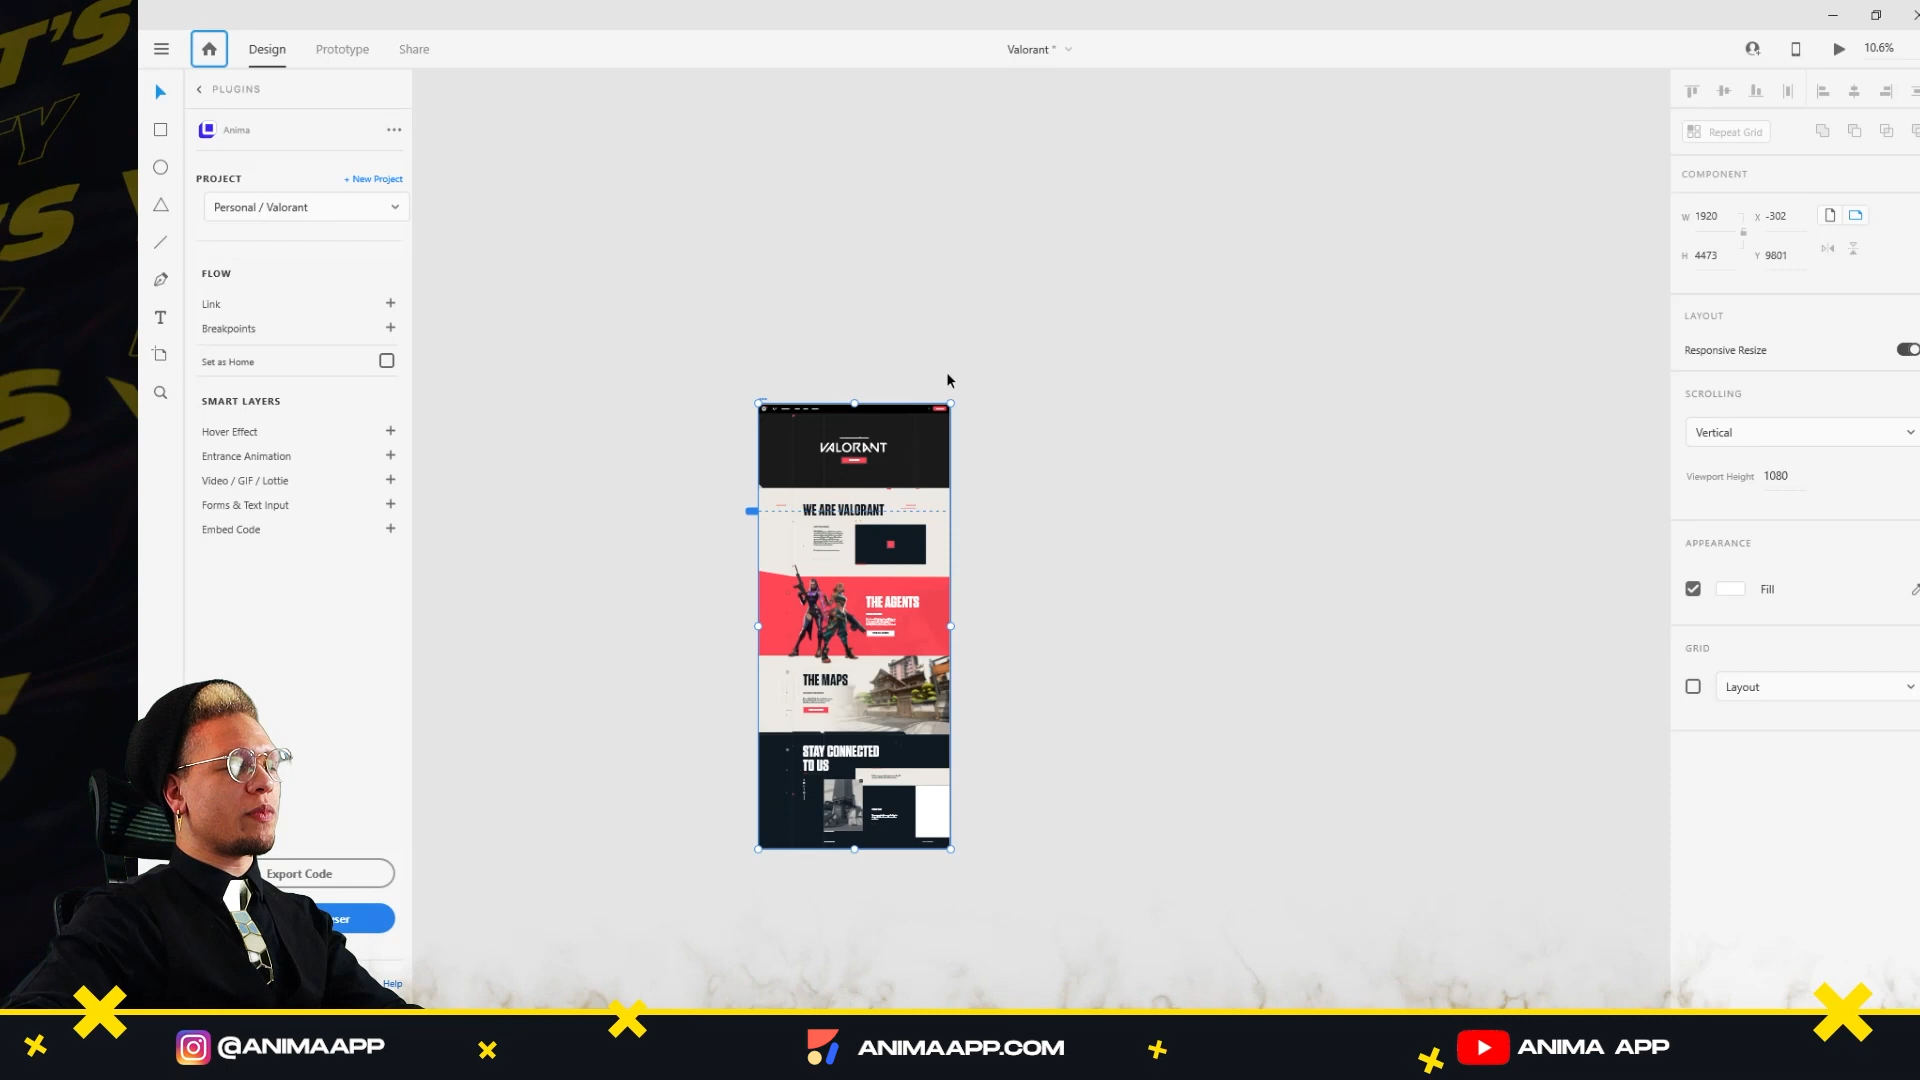 T'S
FY
S
Design
Prototype
Share
Valorant *
10.6%
PLUGINS
Anima
PROJECT
+ New Project
Personal / Valorant
FLOW
Link
Breakpoints
Set as Home
SMART LAYERS
Hover Effect
Entrance Animation
Video / GIF / Lottie
Forms & Text Input
Embed Code
Export Code
Help
Repeat Grid
COMPONENT
W 1920
X -302
H 4473
Y 9801
LAYOUT
Responsive Resize
SCROLLING
Vertical
Viewport Height 1080
APPEARANCE
Fill
GRID
Layout
VALORANT
WE ARE VALORANT
THE AGENTS
THE MAPS
STAY CONNECTED
TO US
@ANIMAAPP
ANIMAAPP.COM
ANIMA APP